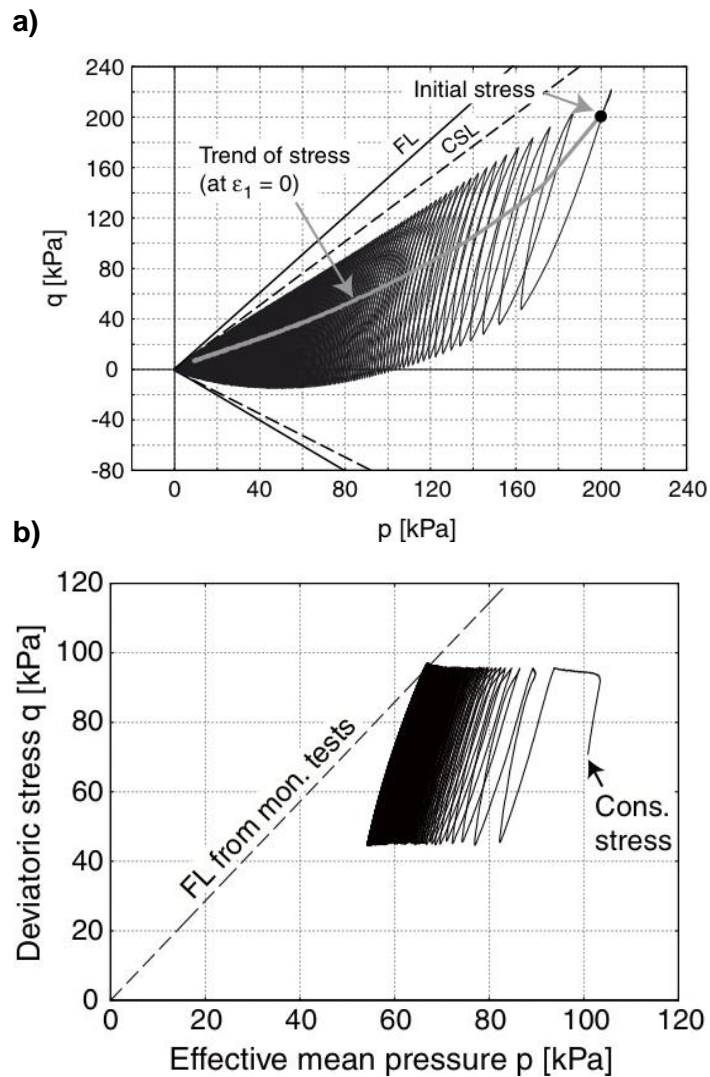 a)
240
200
160
120
80
40
0
-40
-80
q [kPa]
Initial stress
FL
CSL
Trend of stress
(at ε1 = 0)
0 40 80 120 160 200 240
p [kPa]
b)
120
100
80
60
40
20
0
Deviatoric stress q [kPa]
FL from mon. tests
Cons.
stress
0 20 40 60 80 100 120
Effective mean pressure p [kPa]